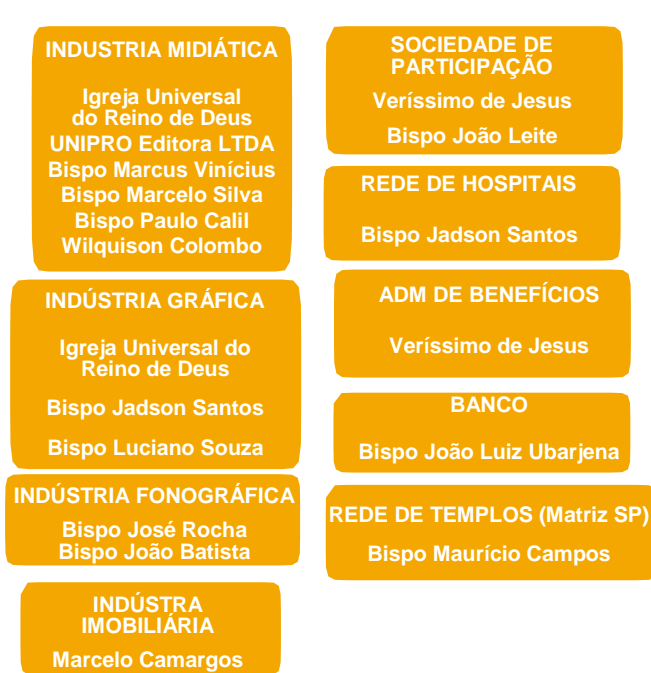 INDUSTRIA MIDIÁTICA
Igreja Universal
do Reino de Deus
UNIPRO Editora LTDA
Bispo Marcus Vinícius
Bispo Marcelo Silva
Bispo Paulo Calil
Wilquison Colombo
INDÚSTRIA GRÁFICA
Igreja Universal do
Reino de Deus
Bispo Jadson Santos
Bispo Luciano Souza
INDÚSTRIA FONOGRÁFICA
Bispo José Rocha
Bispo João Batista
INDÚSTRA
IMOBILIÁRIA
Marcelo Camargos
SOCIEDADE DE
PARTICIPAÇÃO
Veríssimo de Jesus
Bispo João Leite
REDE DE HOSPITAIS
Bispo Jadson Santos
ADM DE BENEFÍCIOS
Veríssimo de Jesus
BANCO
Bispo João Luiz Ubarjena
REDE DE TEMPLOS (Matriz SP)
Bispo Maurício Campos